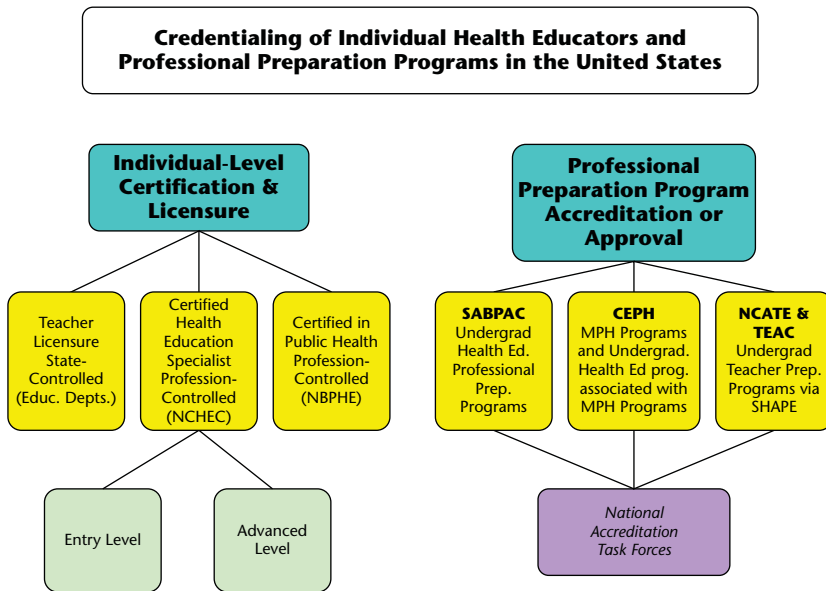 Credentialing of Individual Health Educators and
Professional Preparation Programs in the United States
Individual-Level
Certification &
Licensure
Professional
Preparation Program
Accreditation or
Approval
Teacher
Licensure
State-
Controlled
(Educ. Depts.)
Certified
Health
Education
Specialist
Profession-
Controlled
(NCHEC)
Certified in
Public Health
Profession-
Controlled
(NBPHE)
SABPAC
Undergrad
Health Ed.
Professional
Prep.
Programs
CEPH
MPH Programs
and Undergrad.
Health Ed prog.
associated with
MPH Programs
NCATE &
TEAC
Undergrad
Teacher Prep.
Programs via
SHAPE
Entry Level
Advanced
Level
National
Accreditation
Task Forces